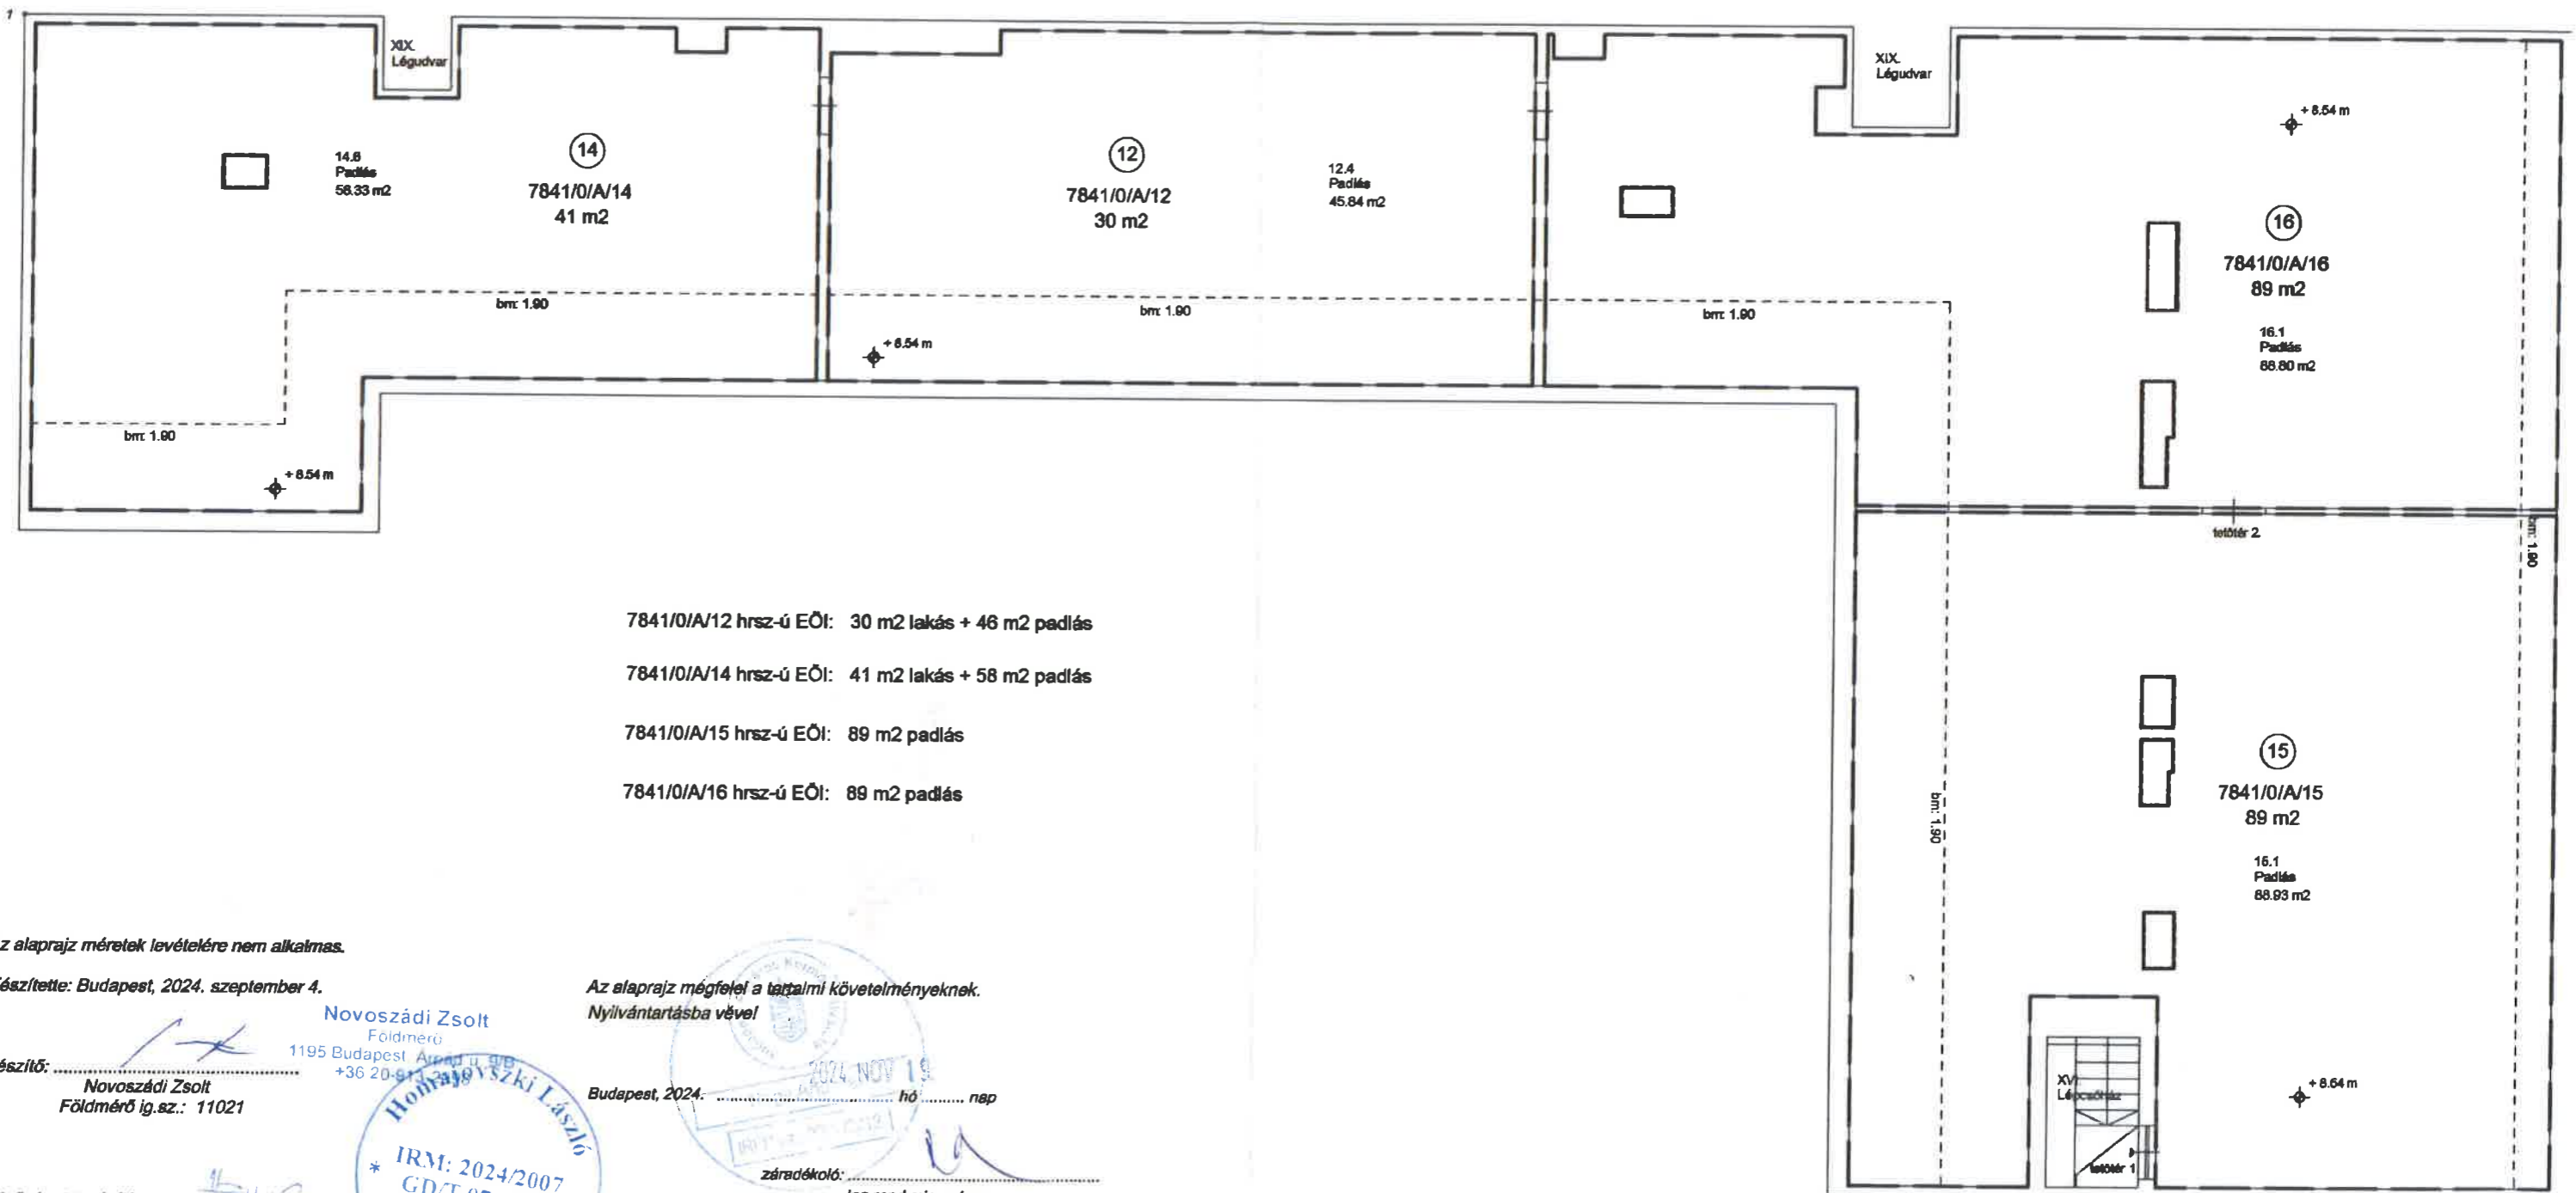 1
XIX.
Légudvar
14.6
Padlás
58.33 m2
14
7841/0/A/14
41 m2
bm: 1.90
bm: 1.90
+ 8.54 m
12
7841/0/A/12
30 m2
12.4
Padlás
45.84 m2
bm: 1.90
+ 8.54 m
XIX.
Légudvar
+ 8.54 m
16
7841/0/A/16
89 m2
16.1
Padlás
88.80 m2
bm: 1.90
tetőtér 2.
bm: 1.90
bm: 1.90
15
7841/0/A/15
89 m2
15.1
Padlás
88.93 m2
Lépcsőház
+ 8.54 m
tetőtér 1
7841/0/A/12 hrsz-ú EÖI: 30 m2 lakás + 46 m2 padlás
7841/0/A/14 hrsz-ú EÖI: 41 m2 lakás + 58 m2 padlás
7841/0/A/15 hrsz-ú EÖI: 89 m2 padlás
7841/0/A/16 hrsz-ú EÖI: 89 m2 padlás
z alaprajz méretek levételére nem alkalmas.
észítette: Budapest, 2024. szeptember 4.
Novoszádi Zsolt
Földmérő
1195 Budapest, Árpád u. 9/B
+36 20
észítő:
Novoszádi Zsolt
Földmérő ig.sz.: 11021
Homajovszki László
* IRM: 2024/2007
Az alaprajz megfelel a tartalmi követelményeknek.
Nyilvántartásba véve!
2024 NOV 19.
Budapest, 2024. hó nap
záradékoló: